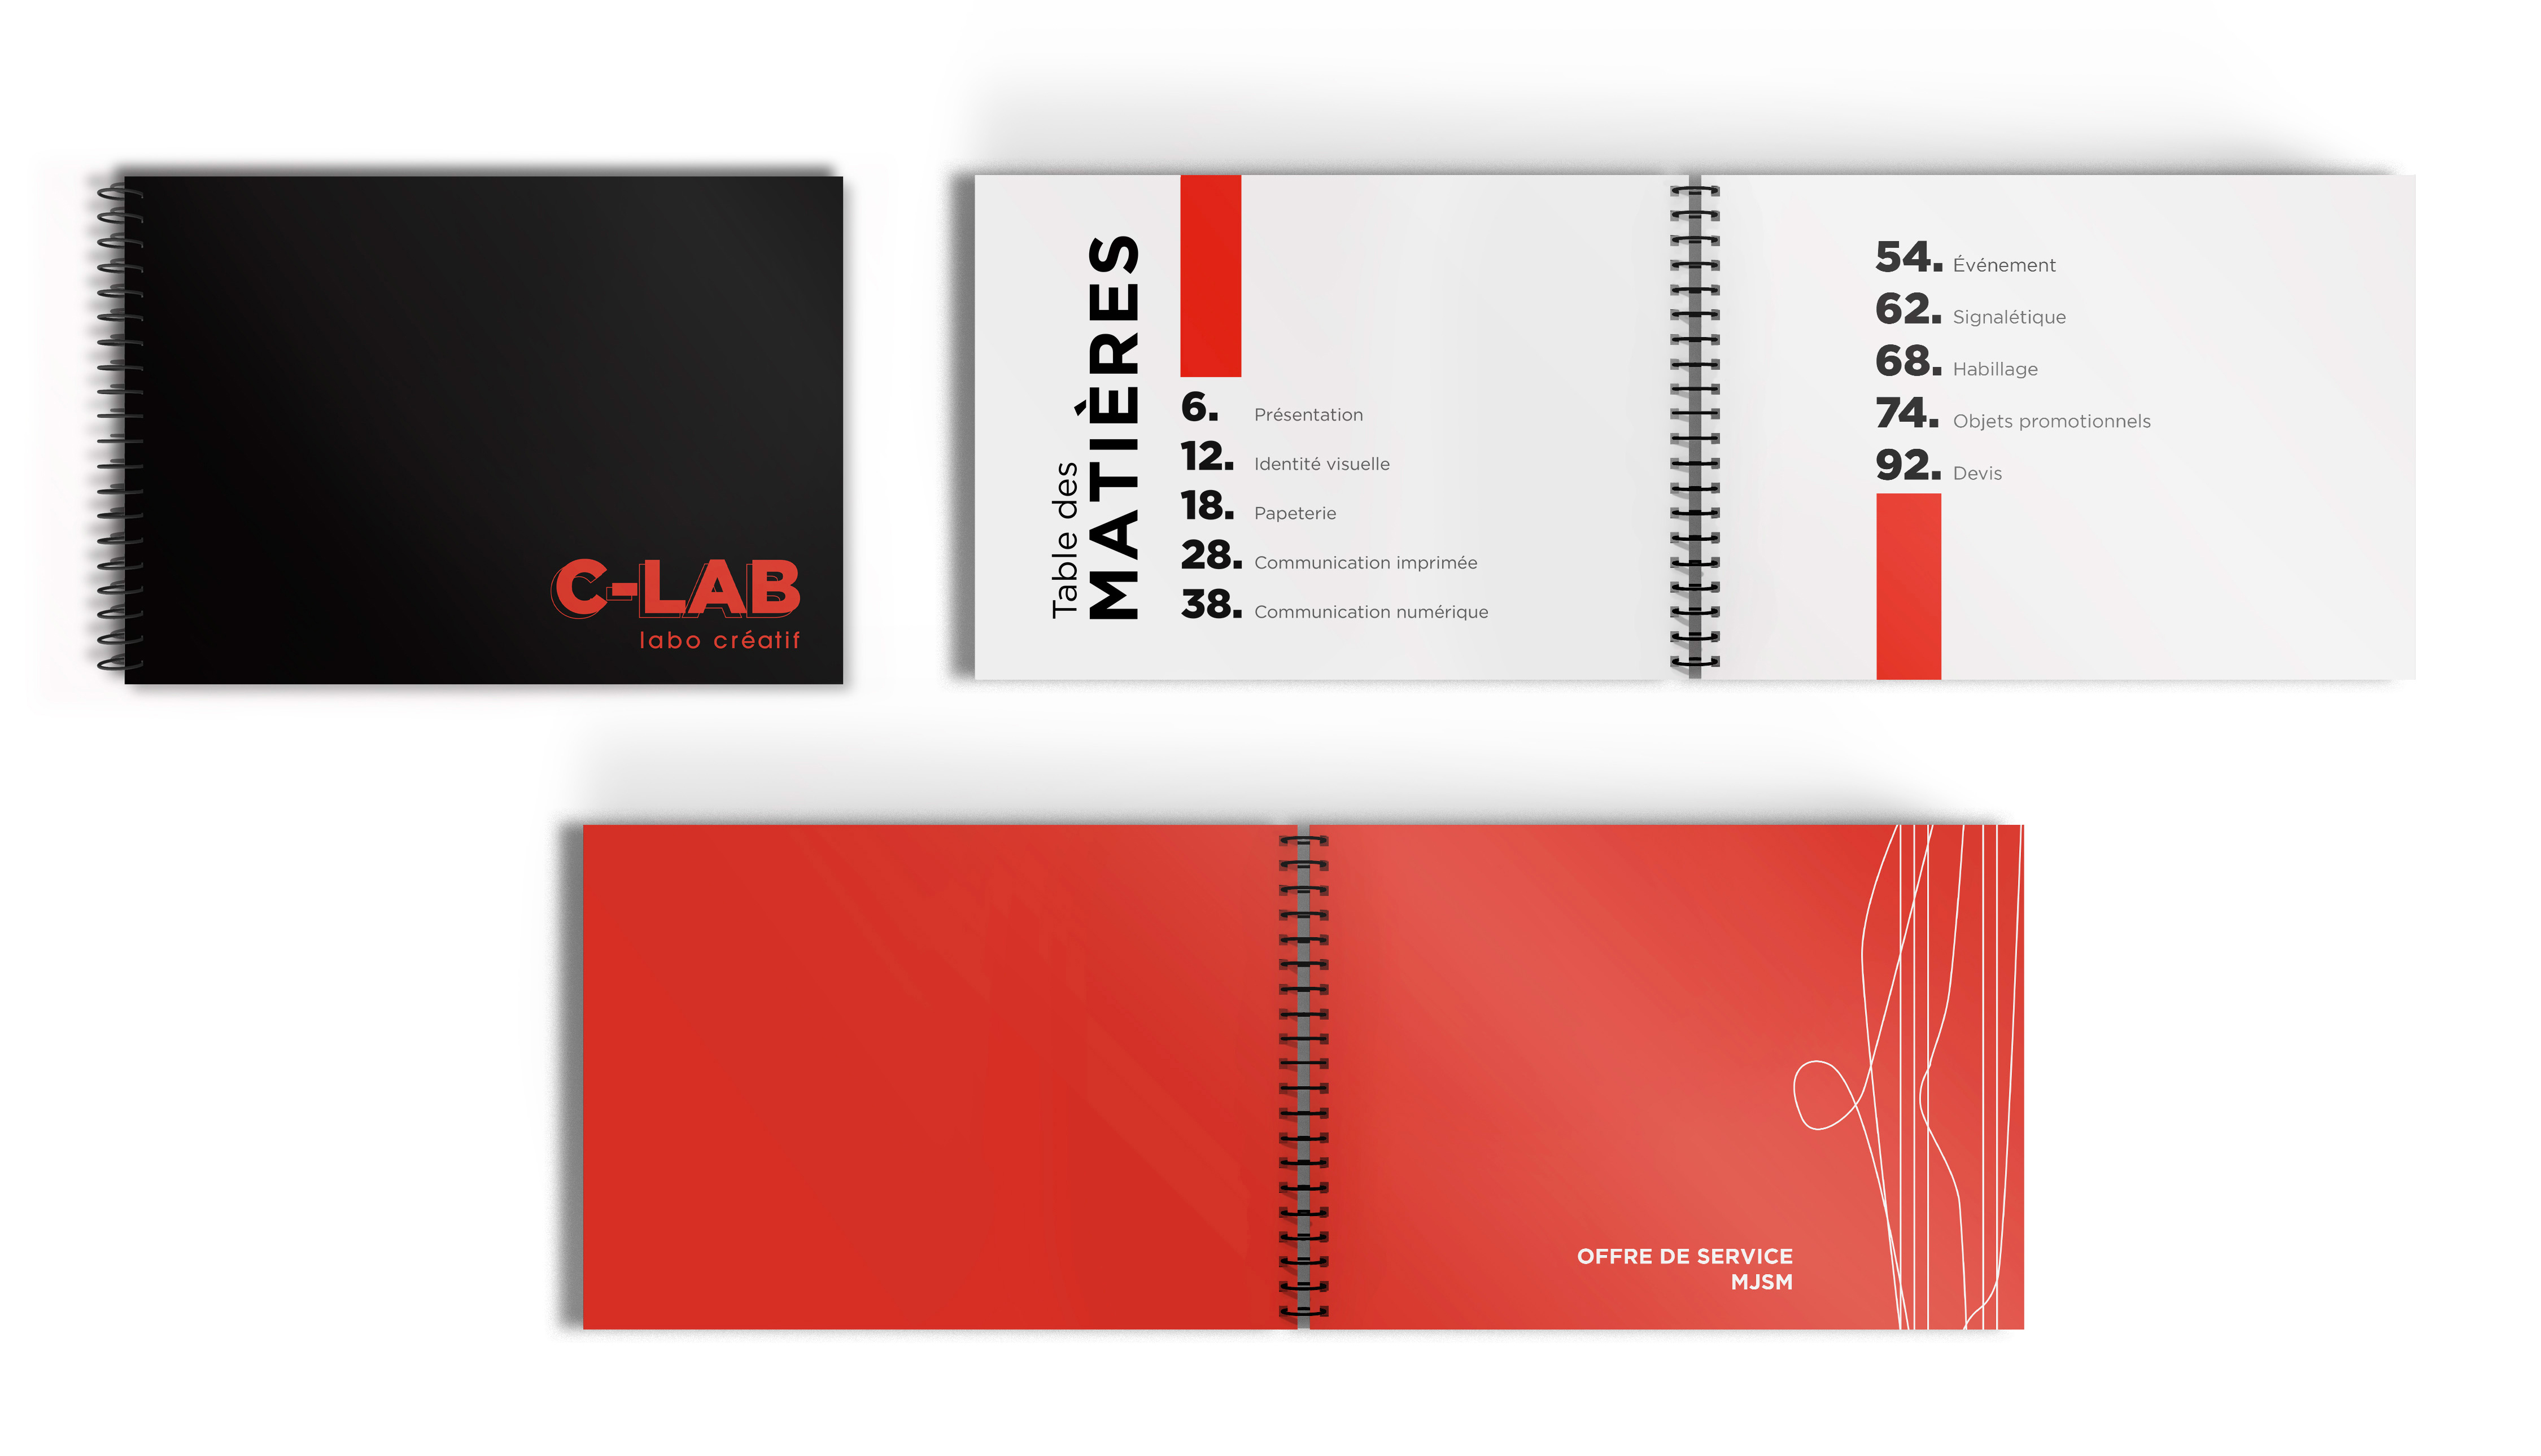 C-LAB
labo créatif
Table des
MATIÈRES
6. Présentation
12. Identité visuelle
18. Papeterie
28. Communication imprimée
38. Communication numérique
54. Événement
62. Signalétique
68. Habillage
74. Objets promotionnels
92. Devis
OFFRE DE SERVICE
MJSM